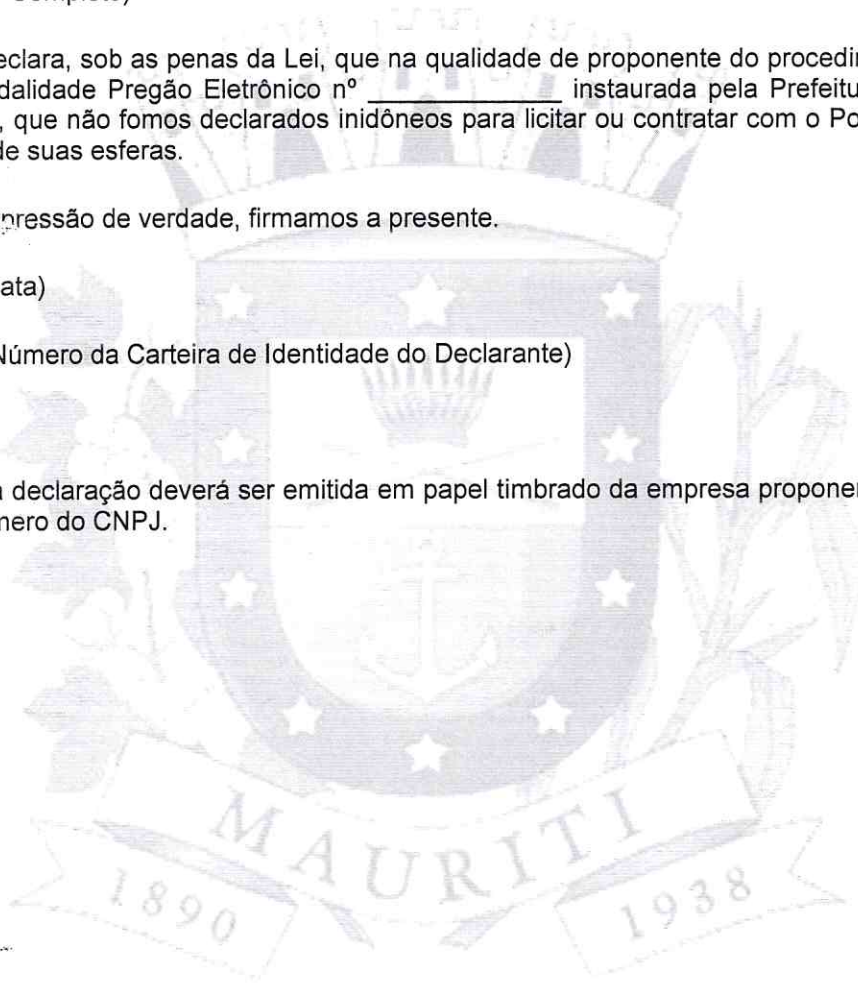 Completo)
eclara, sob as penas da Lei, que na qualidade de proponente do procedi
dalidade Pregão Eletrônico nº ____________ instaurada pela Prefeitu
, que não fomos declarados inidôneos para licitar ou contratar com o Po
de suas esferas.
pressão de verdade, firmamos a presente.
ata)
Número da Carteira de Identidade do Declarante)
a declaração deverá ser emitida em papel timbrado da empresa propone
nero do CNPJ.
MAURITI
1890
1938